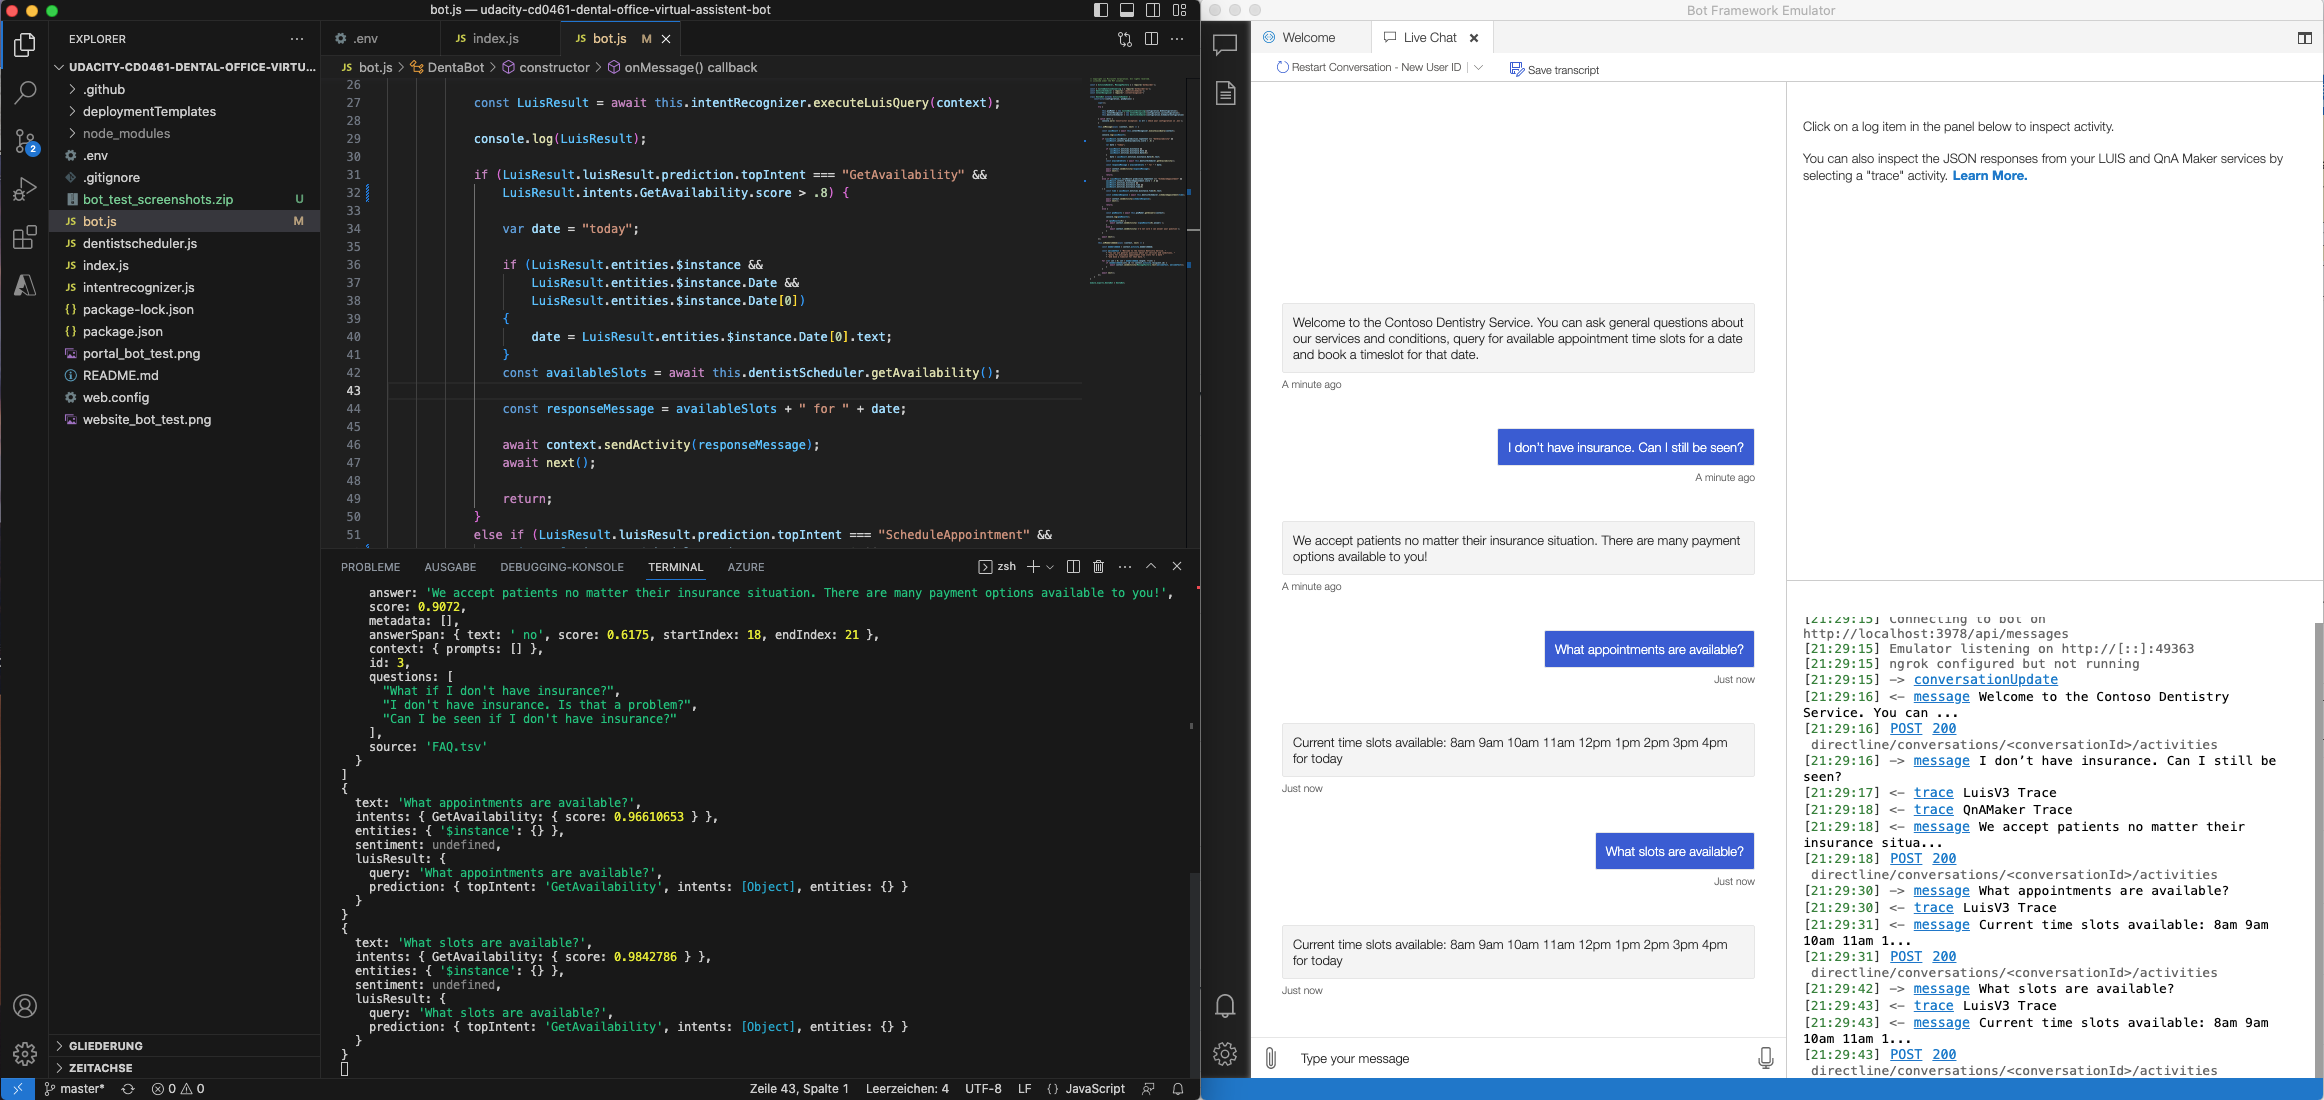 bot.js — udacity-cd0461-dental-office-virtual-assistent-bot
EXPLORER
UDACITY-CD0461-DENTAL-OFFICE-VIRTU...
.github
deploymentTemplates
node_modules
.env
.gitignore
bot_test_screenshots.zip U
JS bot.js M
JS dentistscheduler.js
JS index.js
JS intentrecognizer.js
{} package-lock.json
{} package.json
portal_bot_test.png
README.md
web.config
website_bot_test.png
GLIEDERUNG
ZEITACHSE
2
.env
JS index.js
JS bot.js M
JS bot.js > DentaBot > constructor > onMessage() callback
26
27 const LuisResult = await this.intentRecognizer.executeLuisQuery(context);
28
29 console.log(LuisResult);
30
31 if (LuisResult.luisResult.prediction.topIntent === "GetAvailability" &&
32 LuisResult.intents.GetAvailability.score > .8) {
33
34 var date = "today";
35
36 if (LuisResult.entities.$instance &&
37 LuisResult.entities.$instance.Date &&
38 LuisResult.entities.$instance.Date[0])
39 {
40 date = LuisResult.entities.$instance.Date[0].text;
41 }
42 const availableSlots = await this.dentistScheduler.getAvailability();
43
44 const responseMessage = availableSlots + " for " + date;
45
46 await context.sendActivity(responseMessage);
47 await next();
48
49 return;
50 }
51 else if (LuisResult.luisResult.prediction.topIntent === "ScheduleAppointment" &&
PROBLEME AUSGABE DEBUGGING-KONSOLE TERMINAL AZURE
zsh
answer: 'We accept patients no matter their insurance situation. There are many payment options available to you!',
score: 0.9072,
metadata: [],
answerSpan: { text: ' no', score: 0.6175, startIndex: 18, endIndex: 21 },
context: { prompts: [] },
id: 3,
questions: [
"What if I don't have insurance?",
"I don't have insurance. Is that a problem?",
"Can I be seen if I don't have insurance?"
],
source: 'FAQ.tsv'
}
]
{
text: 'What appointments are available?',
intents: { GetAvailability: { score: 0.96610653 } },
entities: { '$instance': {} },
sentiment: undefined,
luisResult: {
query: 'What appointments are available?',
prediction: { topIntent: 'GetAvailability', intents: [Object], entities: {} }
}
}
{
text: 'What slots are available?',
intents: { GetAvailability: { score: 0.9842786 } },
entities: { '$instance': {} },
sentiment: undefined,
luisResult: {
query: 'What slots are available?',
prediction: { topIntent: 'GetAvailability', intents: [Object], entities: {} }
}
}
master* 0 0
Zeile 43, Spalte 1 Leerzeichen: 4 UTF-8 LF {} JavaScript
Bot Framework Emulator
Welcome
Live Chat
Restart Conversation - New User ID
Save transcript
Welcome to the Contoso Dentistry Service. You can ask general questions about
our services and conditions, query for available appointment time slots for a date
and book a timeslot for that date.
A minute ago
I don't have insurance. Can I still be seen?
A minute ago
We accept patients no matter their insurance situation. There are many payment
options available to you!
A minute ago
What appointments are available?
Just now
Current time slots available: 8am 9am 10am 11am 12pm 1pm 2pm 3pm 4pm
for today
Just now
What slots are available?
Just now
Current time slots available: 8am 9am 10am 11am 12pm 1pm 2pm 3pm 4pm
for today
Just now
Type your message
Click on a log item in the panel below to inspect activity.
You can also inspect the JSON responses from your LUIS and QnA Maker services by
selecting a "trace" activity. Learn More.
[21:29:15] Connecting to bot on
http://localhost:3978/api/messages
[21:29:15] Emulator listening on http://[::]:49363
[21:29:15] ngrok configured but not running
[21:29:15] -> conversationUpdate
[21:29:16] <- message Welcome to the Contoso Dentistry
Service. You can ...
[21:29:16] POST 200
directline/conversations/<conversationId>/activities
[21:29:16] -> message I don't have insurance. Can I still be
seen?
[21:29:17] <- trace LuisV3 Trace
[21:29:18] <- trace QnAMaker Trace
[21:29:18] <- message We accept patients no matter their
insurance situa...
[21:29:18] POST 200
directline/conversations/<conversationId>/activities
[21:29:30] -> message What appointments are available?
[21:29:30] <- trace LuisV3 Trace
[21:29:31] <- message Current time slots available: 8am 9am
10am 11am 1...
[21:29:31] POST 200
directline/conversations/<conversationId>/activities
[21:29:42] -> message What slots are available?
[21:29:43] <- trace LuisV3 Trace
[21:29:43] <- message Current time slots available: 8am 9am
10am 11am 1...
[21:29:43] POST 200
directline/conversations/<conversationId>/activities